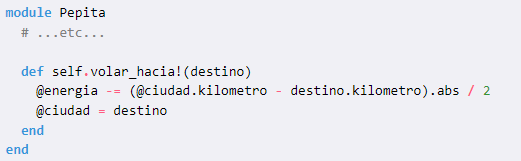 module Pepita
  # ...etc...

  def self.volar_hacia!(destino)
    @energia -= (@ciudad.kilometro - destino.kilometro).abs / 2
    @ciudad = destino
  end
end